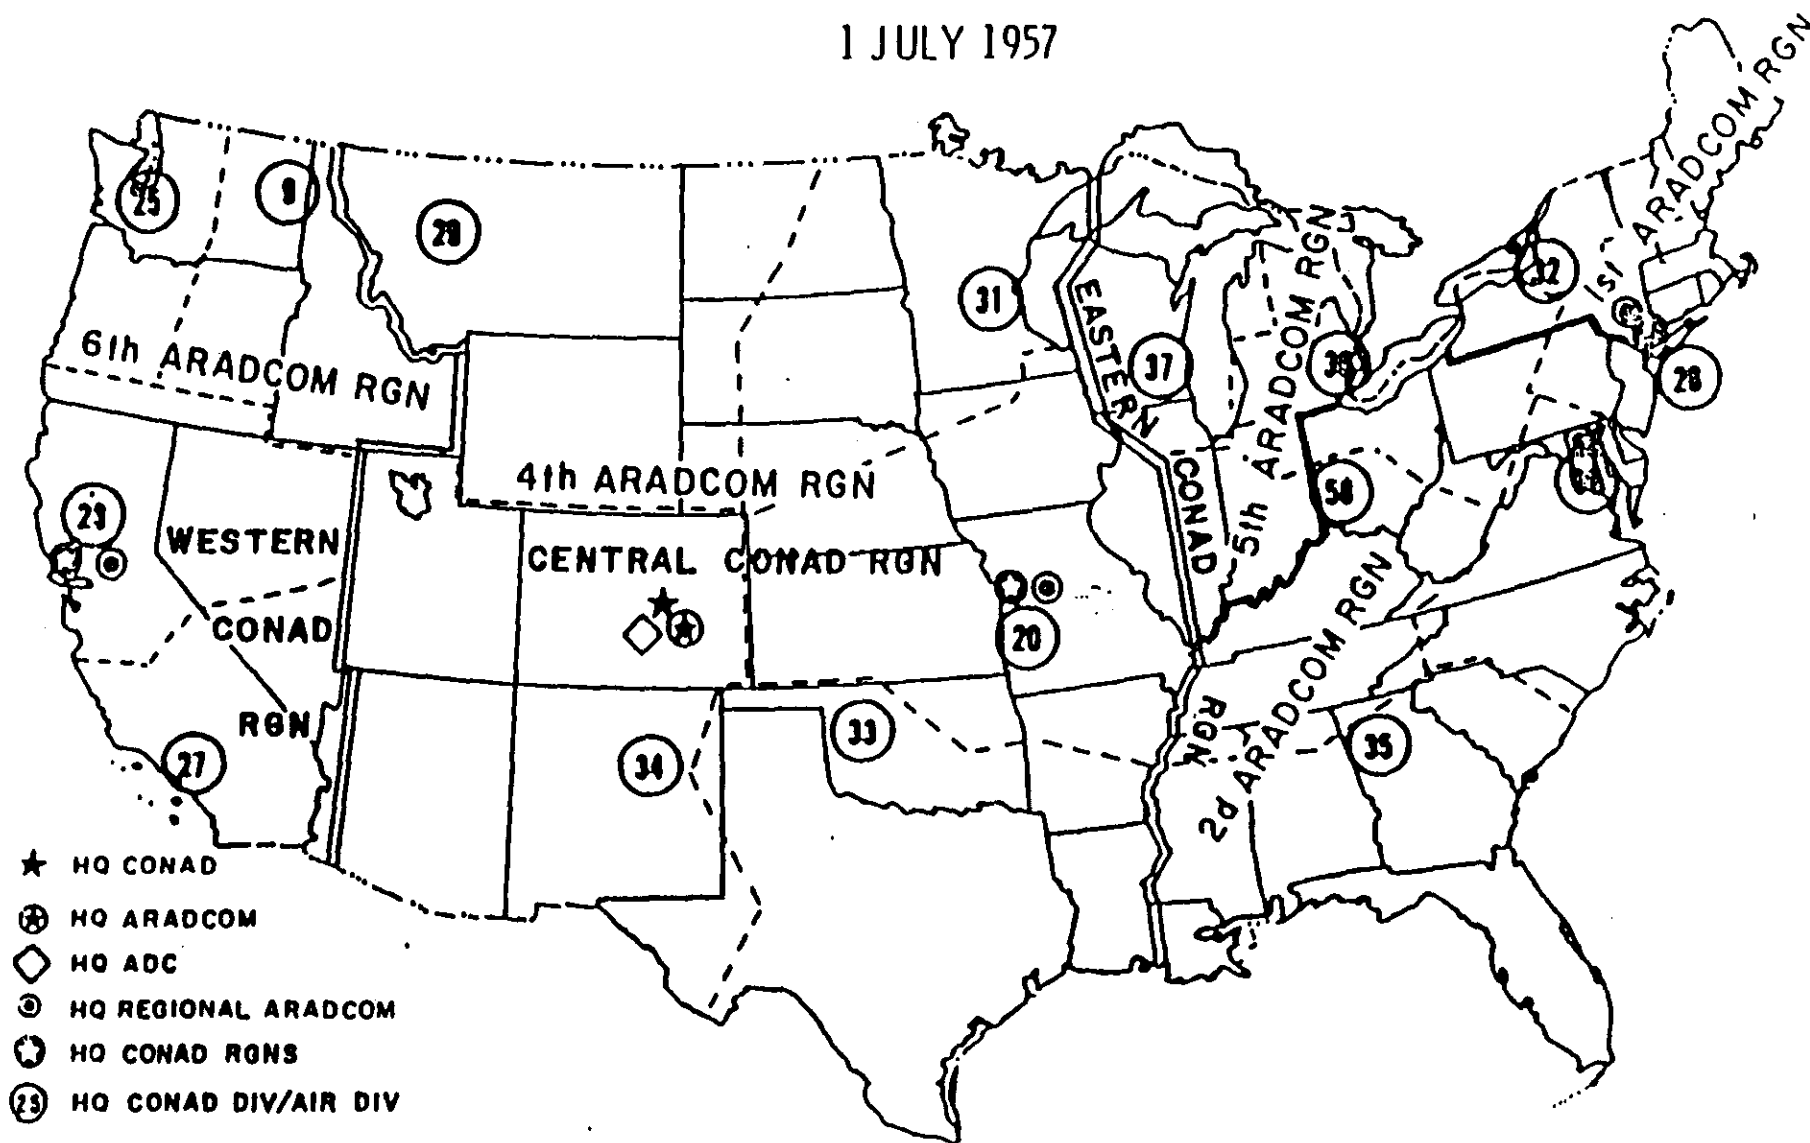 1 JULY 1957
1st ARADCOM RGN
25
9
29
31
37
32
28
6th ARADCOM RGN
4th ARADCOM RGN
5th ARADCOM RGN
2d ARADCOM RGN
EASTERN
CONAD
RGN
58
23
WESTERN
CONAD
RGN
CENTRAL CONAD RGN
20
27
34
33
35
HQ CONAD
HQ ARADCOM
HQ ADC
HQ REGIONAL ARADCOM
HQ CONAD RGNS
25 HQ CONAD DIV/AIR DIV